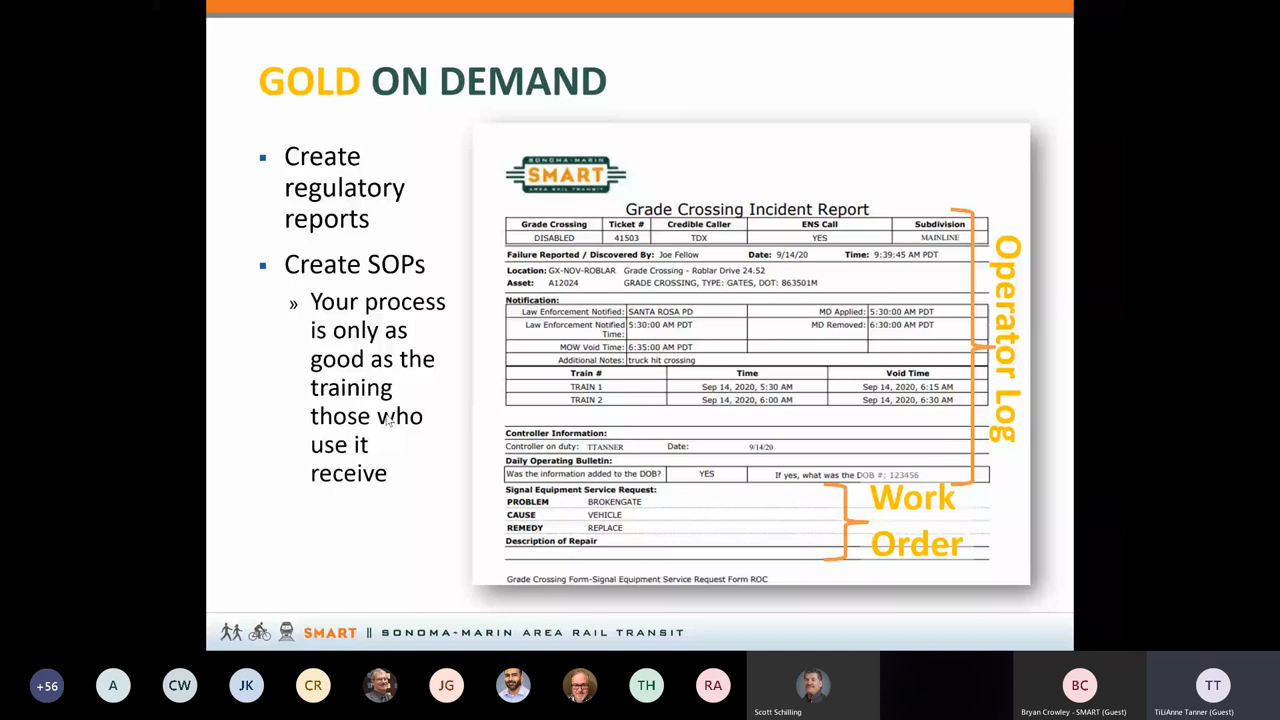 GOLD ON DEMAND
▪ Create
regulatory
reports
▪ Create SOPs
» Your process
is only as
good as the
training
those who
use it
receive
SONOMA-MARIN
SMART
AREA RAIL TRANSIT
Grade Crossing Incident Report
Grade Crossing Ticket # Credible Caller ENS Call Subdivision
DISABLED 41503 TDX YES MAINLINE
Failure Reported / Discovered By: Joe Fellow Date: 9/14/20 Time: 9:39:45 AM PDT
Location: GX-NOV-ROBLAR Grade Crossing - Roblar Drive 24.52
Asset: A12024 GRADE CROSSING, TYPE: GATES, DOT: 863501M
Notification:
Law Enforcement Notified: SANTA ROSA PD MD Applied: 5:30:00 AM PDT
Law Enforcement Notified 5:30:00 AM PDT MD Removed: 6:30:00 AM PDT
Time:
MOW Void Time: 6:35:00 AM PDT
Additional Notes: truck hit crossing
Train # Time Void Time
TRAIN 1 Sep 14, 2020, 5:30 AM Sep 14, 2020, 6:15 AM
TRAIN 2 Sep 14, 2020, 6:00 AM Sep 14, 2020, 6:30 AM
Controller Information:
Controller on duty: TTANNER Date: 9/14/20
Daily Operating Bulletin:
Was the information added to the DOB? YES If yes, what was the DOB #: 123456
Signal Equipment Service Request:
PROBLEM BROKENGATE
CAUSE VEHICLE
REMEDY REPLACE
Description of Repair
Grade Crossing Form-Signal Equipment Service Request Form ROC
Operator Log
Work
Order
SMART || SONOMA-MARIN AREA RAIL TRANSIT
+56 A CW JK CR JG TH RA BC TT
Scott Schilling
Bryan Crowley - SMART (Guest)
TiLiAnne Tanner (Guest)